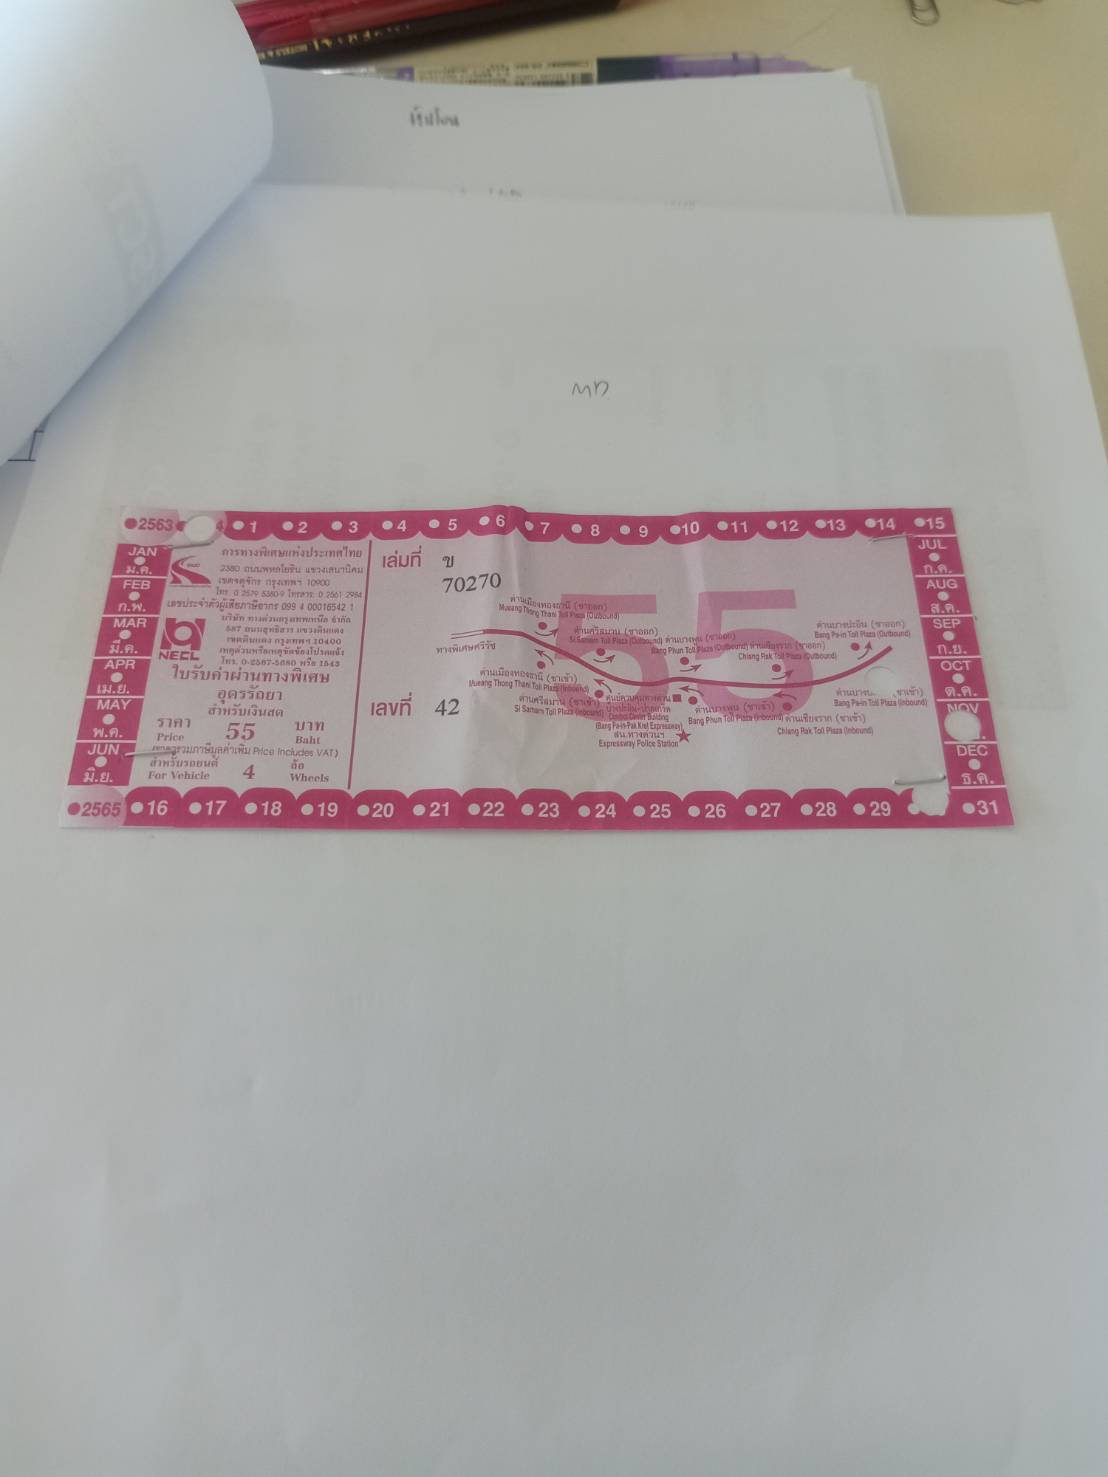 MD
2563 4 1 2 3 4 5 6 7 8 9 10 11 12 13 14 15
JAN
ม.ค.
FEB
ก.พ.
MAR
มี.ค.
APR
เม.ย.
MAY
พ.ค.
JUN
มิ.ย.
การทางพิเศษแห่งประเทศไทย
2380 ถนนพหลโยธิน แขวงเสนานิคม
เขตจตุจักร กรุงเทพฯ 10900
โทร. 0 2579 5380-9 โทรสาร: 0 2561 2984
เลขประจำตัวผู้เสียภาษีอากร 099 4 00016542 1
บริษัท ทางด่วนกรุงเทพเหนือ จำกัด
587 ถนนสุทธิสาร แขวงดินแดง
เขตดินแดง กรุงเทพฯ 10400
เหตุด่วนหรือเหตุขัดข้องโปรดแจ้ง
โทร. 0-2567-5680 หรือ 1543
NECL
ใบรับค่าผ่านทางพิเศษ
อุดรรัถยา
สำหรับเงินสด
ราคา 55 บาท
Price Baht
รวมภาษีมูลค่าเพิ่ม Price Includes VAT)
สำหรับรถยนต์ 4 ล้อ
For Vehicle Wheels
เล่มที่ ข
70270
เลขที่ 42
55
ทางพิเศษศรีรัช
ด่านเมืองทองธานี (ขาออก)
Mueang Thong Thani Toll Plaza (Outbound)
ด่านศรีสมาน (ขาออก)
Si Samarn Toll Plaza (Outbound)
ด่านบางพูน (ขาออก)
Bang Phun Toll Plaza (Outbound)
ด่านเชียงราก (ขาออก)
Chiang Rak Toll Plaza (Outbound)
ด่านบางปะอิน (ขาออก)
Bang Pa-in Toll Plaza (Outbound)
ด่านเมืองทองธานี (ขาเข้า)
Mueang Thong Thani Toll Plaza (Inbound)
ด่านศรีสมาน (ขาเข้า)
Si Samarn Toll Plaza (Inbound)
ศูนย์ควบคุมทางด่วน
บางปะอิน-ปากเกร็ด
Control Center Building
(Bang Pa-in-Pak Kret Expressway)
สน.ทางด่วนฯ
Expressway Police Station
ด่านบางพูน (ขาเข้า)
Bang Phun Toll Plaza (Inbound)
ด่านเชียงราก (ขาเข้า)
Chiang Rak Toll Plaza (Inbound)
ด่านบาง ขาเข้า)
Bang Pa-in Toll Plaza (Inbound)
JUL
ก.ค.
AUG
ส.ค.
SEP
ก.ย.
OCT
ต.ค.
NOV
DEC
ธ.ค.
2565 16 17 18 19 20 21 22 23 24 25 26 27 28 29 31